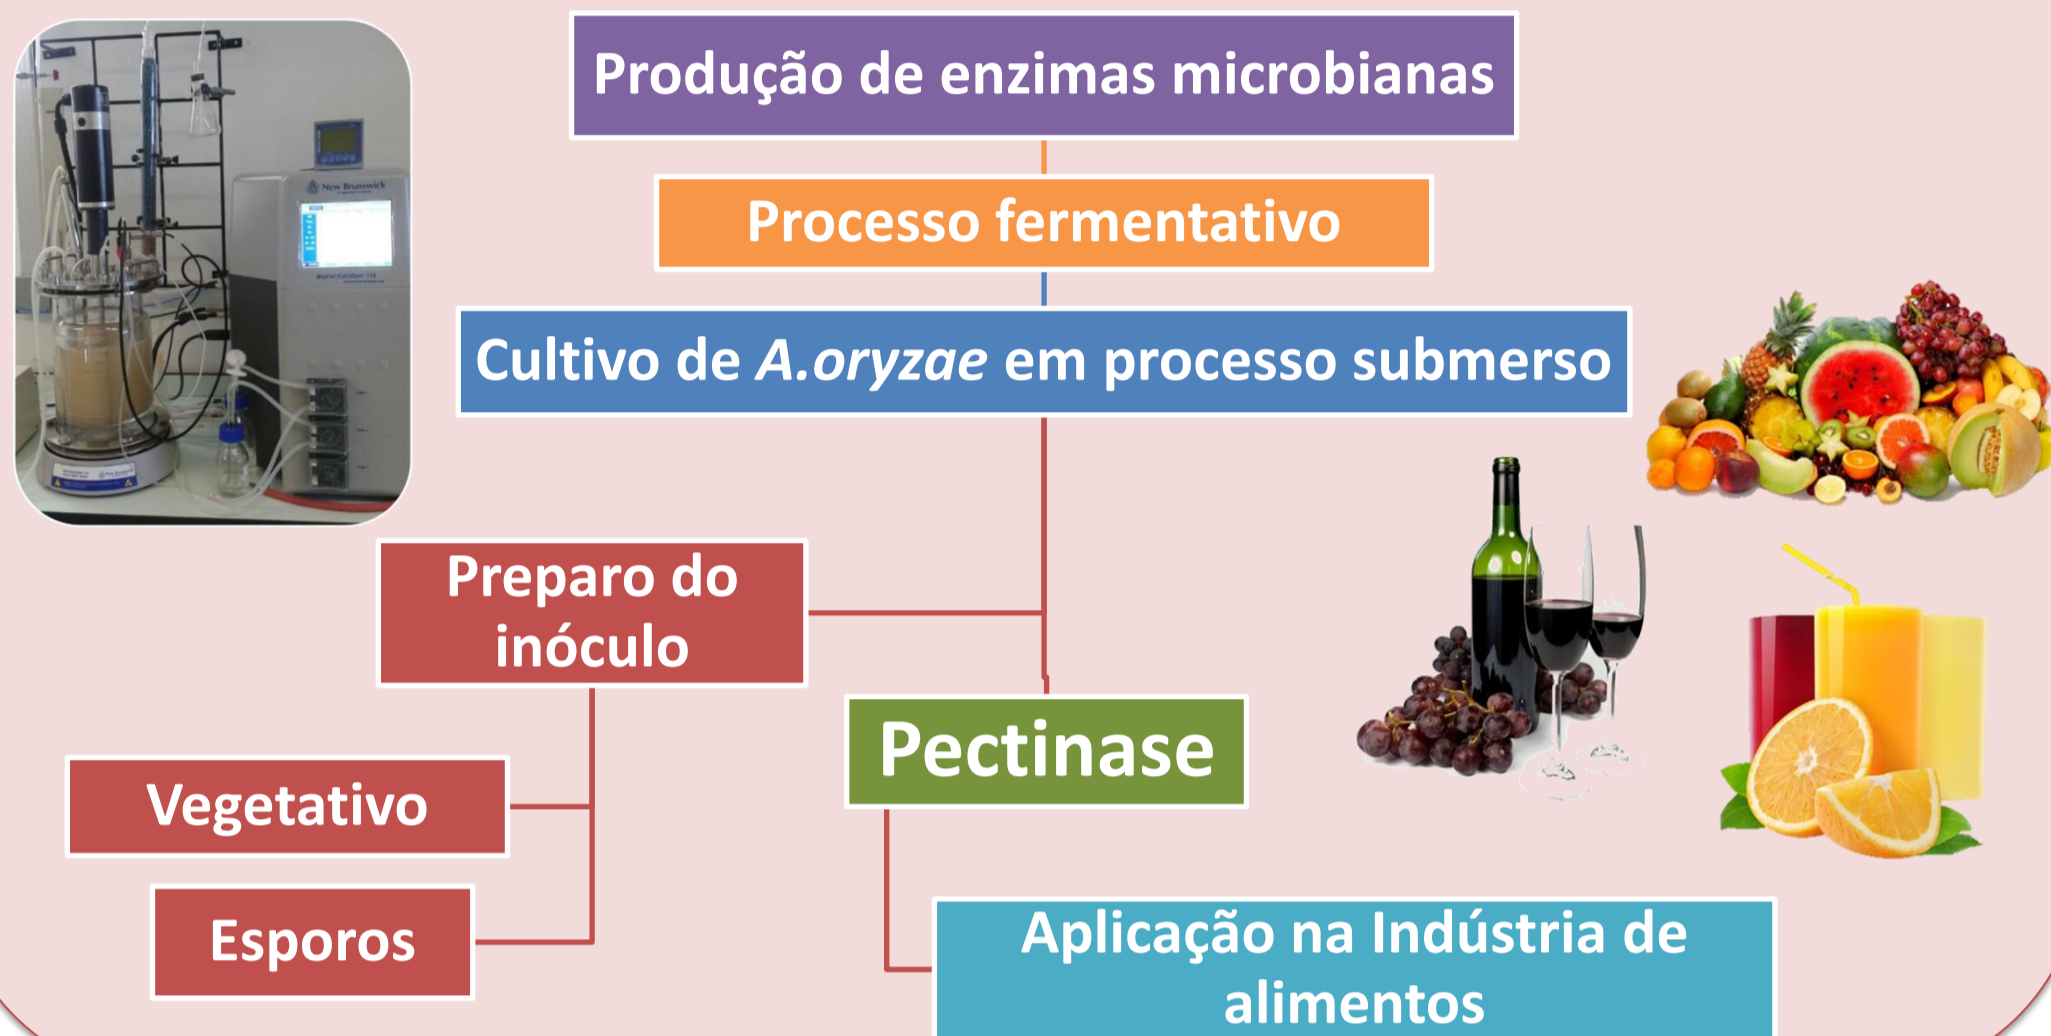 Produção de enzimas microbianas
Processo fermentativo
Cultivo de A.oryzae em processo submerso
New Brunswick
Preparo do
inóculo
Pectinase
Vegetativo
Esporos
Aplicação na Indústria de
alimentos